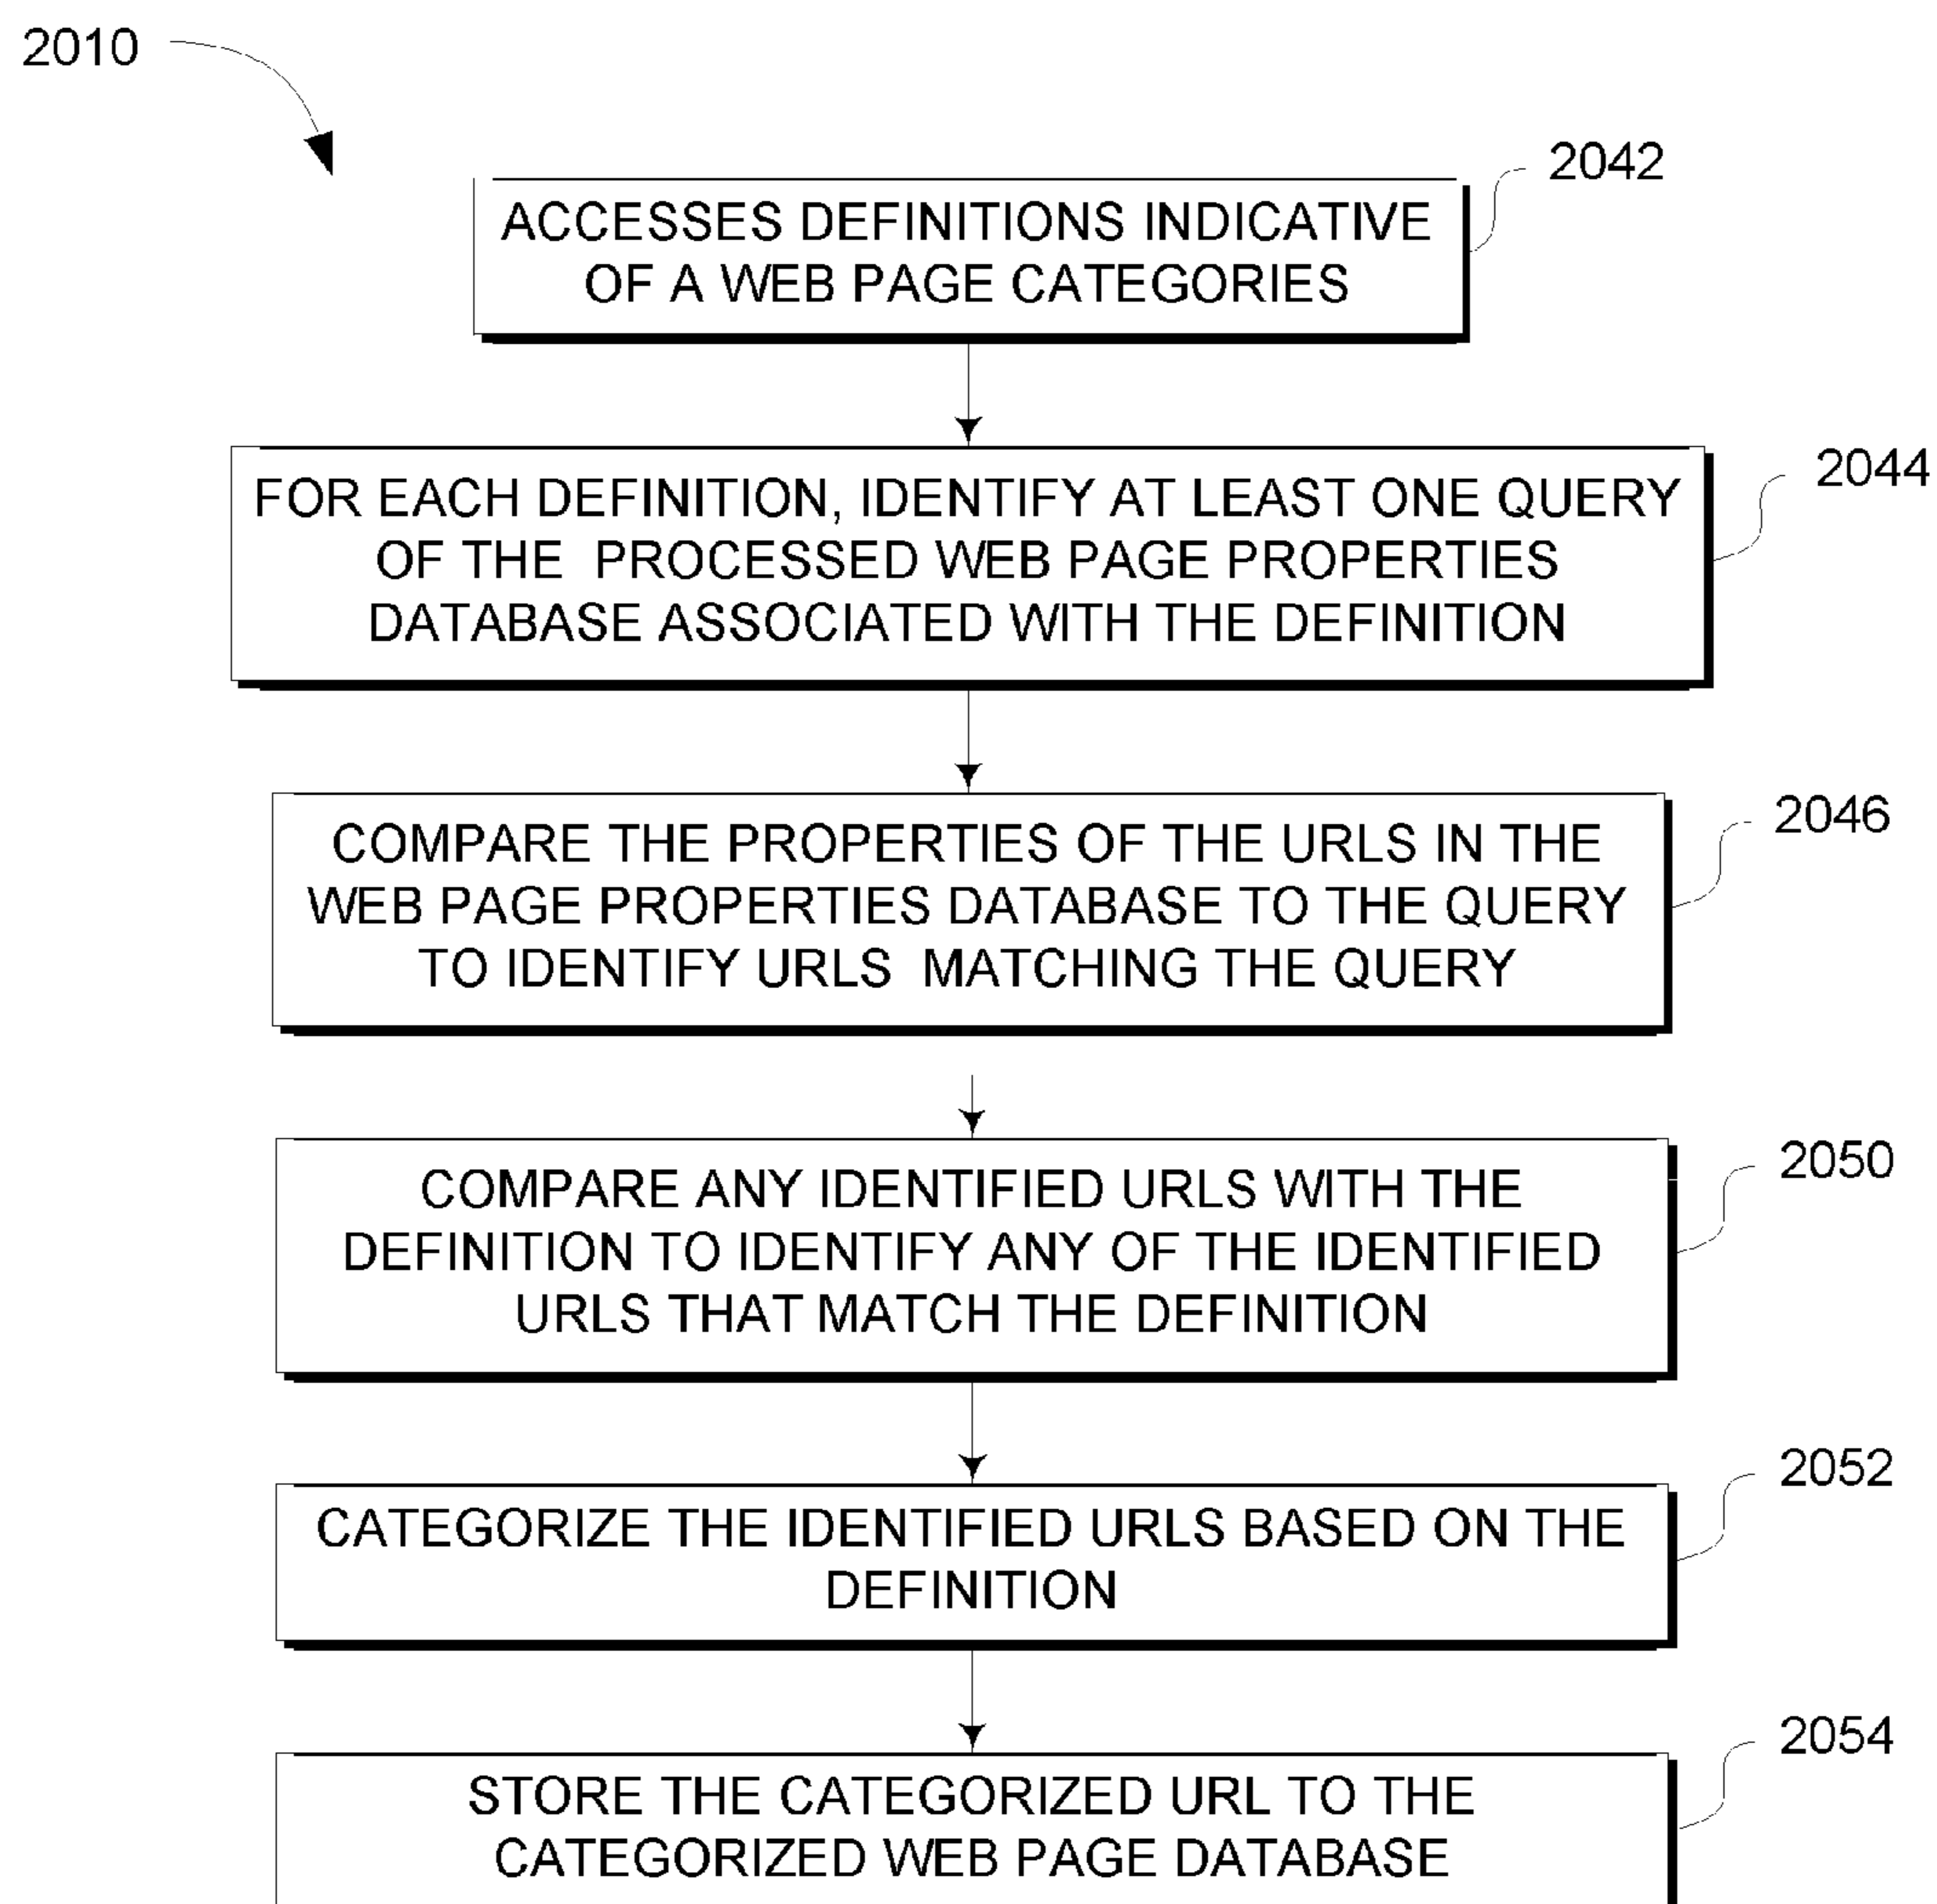 2010
2042
ACCESSES DEFINITIONS INDICATIVE
OF A WEB PAGE CATEGORIES
2044
FOR EACH DEFINITION, IDENTIFY AT LEAST ONE QUERY
OF THE PROCESSED WEB PAGE PROPERTIES
DATABASE ASSOCIATED WITH THE DEFINITION
2046
COMPARE THE PROPERTIES OF THE URLS IN THE
WEB PAGE PROPERTIES DATABASE TO THE QUERY
TO IDENTIFY URLS MATCHING THE QUERY
2050
COMPARE ANY IDENTIFIED URLS WITH THE
DEFINITION TO IDENTIFY ANY OF THE IDENTIFIED
URLS THAT MATCH THE DEFINITION
2052
CATEGORIZE THE IDENTIFIED URLS BASED ON THE
DEFINITION
2054
STORE THE CATEGORIZED URL TO THE
CATEGORIZED WEB PAGE DATABASE